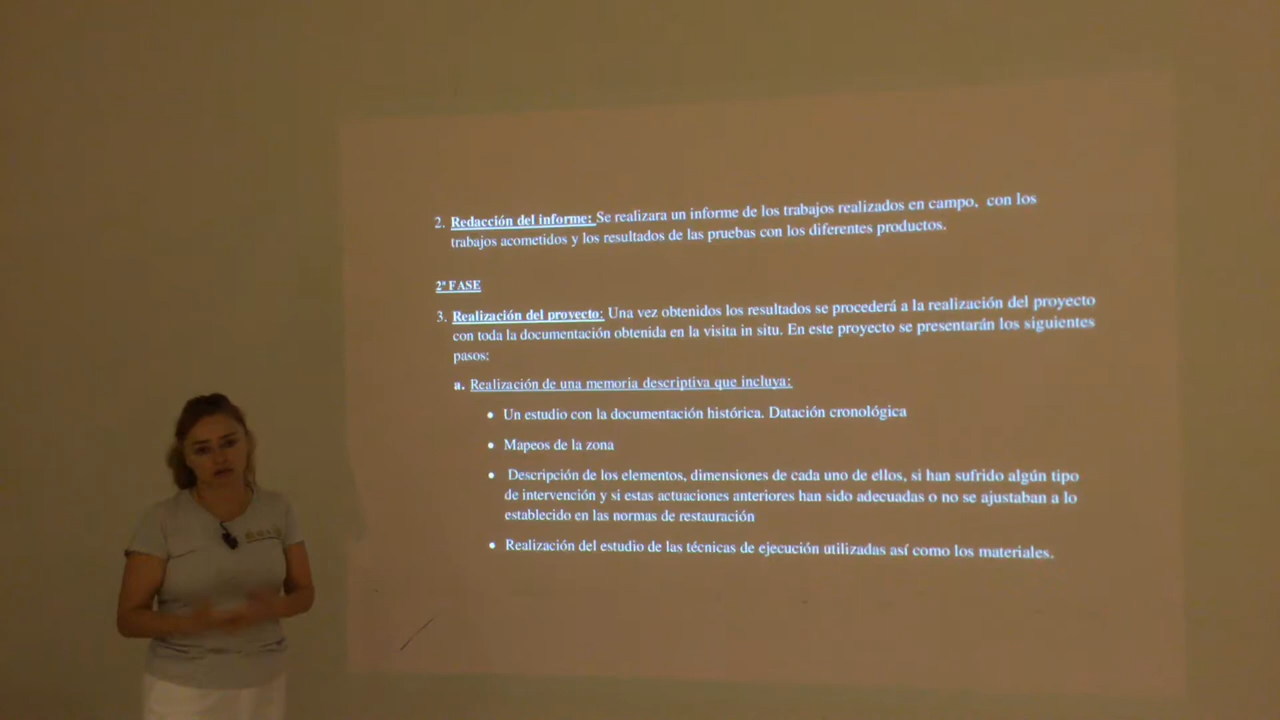 2. Redacción del informe: Se realizara un informe de los trabajos realizados en campo, con los
trabajos acometidos y los resultados de las pruebas con los diferentes productos.
2ª FASE
3. Realización del proyecto: Una vez obtenidos los resultados se procederá a la realización del proyecto
con toda la documentación obtenida en la visita in situ. En este proyecto se presentarán los siguientes
pasos:
a. Realización de una memoria descriptiva que incluya:
• Un estudio con la documentación histórica. Datación cronológica
• Mapeos de la zona
• Descripción de los elementos, dimensiones de cada uno de ellos, si han sufrido algún tipo
de intervención y si estas actuaciones anteriores han sido adecuadas o no se ajustaban a lo
establecido en las normas de restauración
• Realización del estudio de las técnicas de ejecución utilizadas así como los materiales.